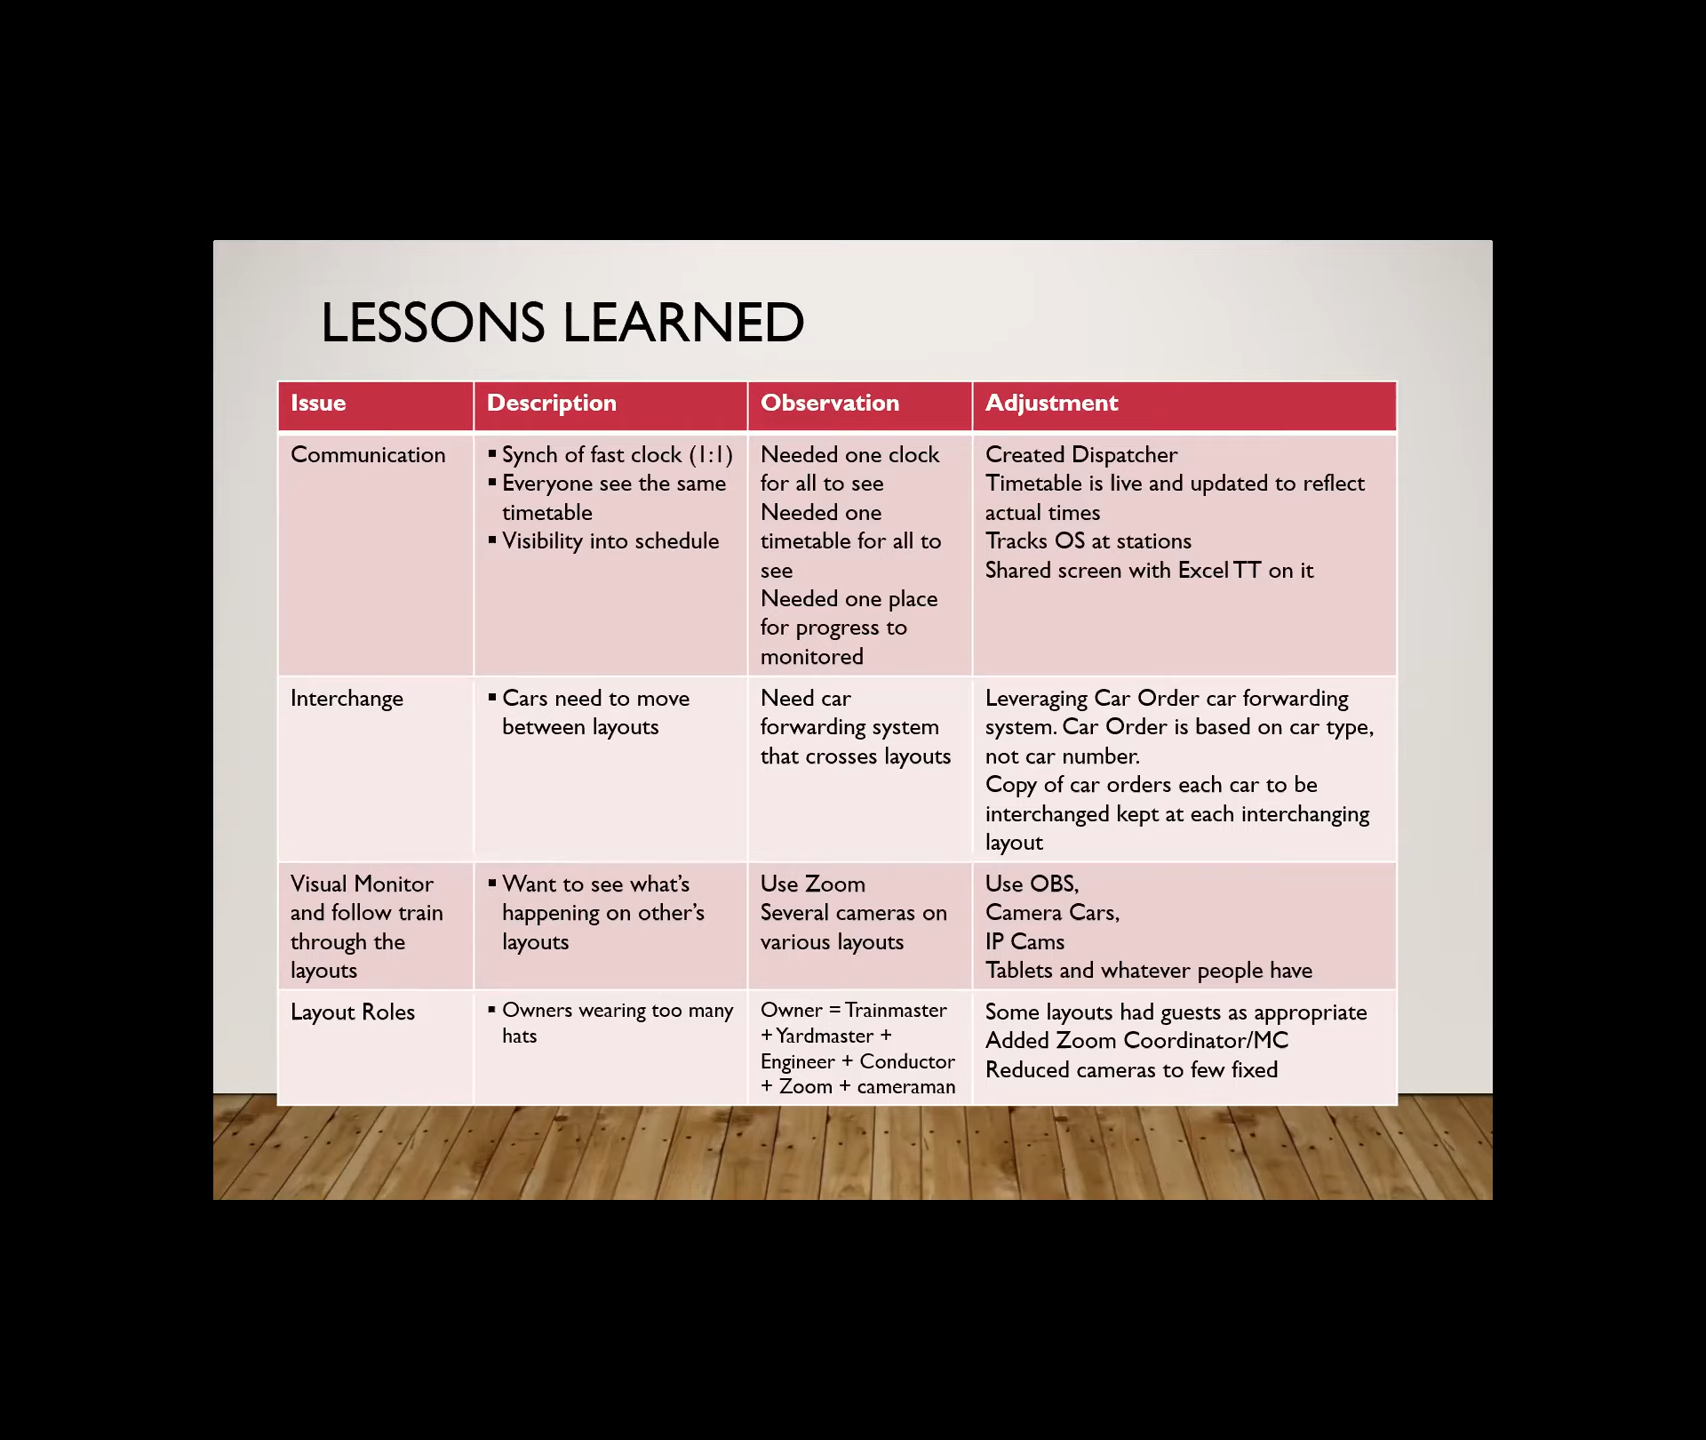 LESSONS LEARNED
Issue
Description
Observation
Adjustment
Communication
▪ Synch of fast clock (1:1)
▪ Everyone see the same
timetable
▪ Visibility into schedule
Needed one clock
for all to see
Needed one
timetable for all to
see
Needed one place
for progress to
monitored
Created Dispatcher
Timetable is live and updated to reflect
actual times
Tracks OS at stations
Shared screen with Excel TT on it
Interchange
▪ Cars need to move
between layouts
Need car
forwarding system
that crosses layouts
Leveraging Car Order car forwarding
system. Car Order is based on car type,
not car number.
Copy of car orders each car to be
interchanged kept at each interchanging
layout
Visual Monitor
and follow train
through the
layouts
▪ Want to see what's
happening on other's
layouts
Use Zoom
Several cameras on
various layouts
Use OBS,
Camera Cars,
IP Cams
Tablets and whatever people have
Layout Roles
▪ Owners wearing too many
hats
Owner = Trainmaster
+ Yardmaster +
Engineer + Conductor
+ Zoom + cameraman
Some layouts had guests as appropriate
Added Zoom Coordinator/MC
Reduced cameras to few fixed